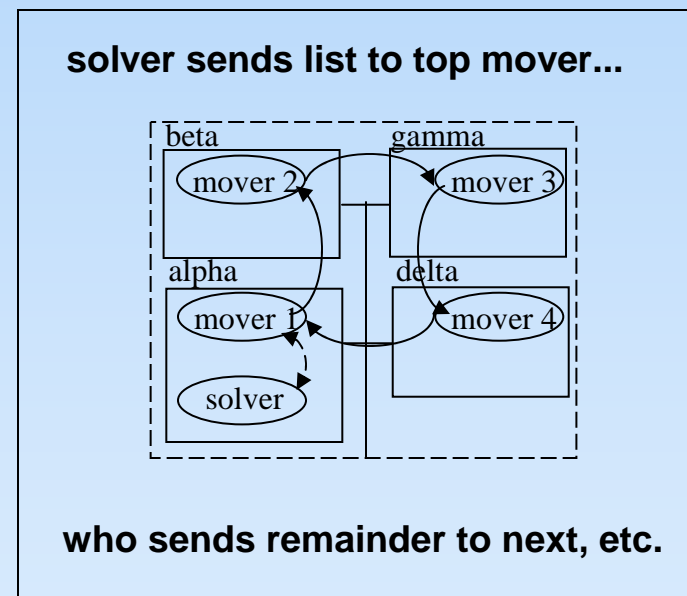 solver sends list to top mover...
beta
gamma
mover 2
mover 3
alpha
delta
mover 1
mover 4
solver
who sends remainder to next, etc.